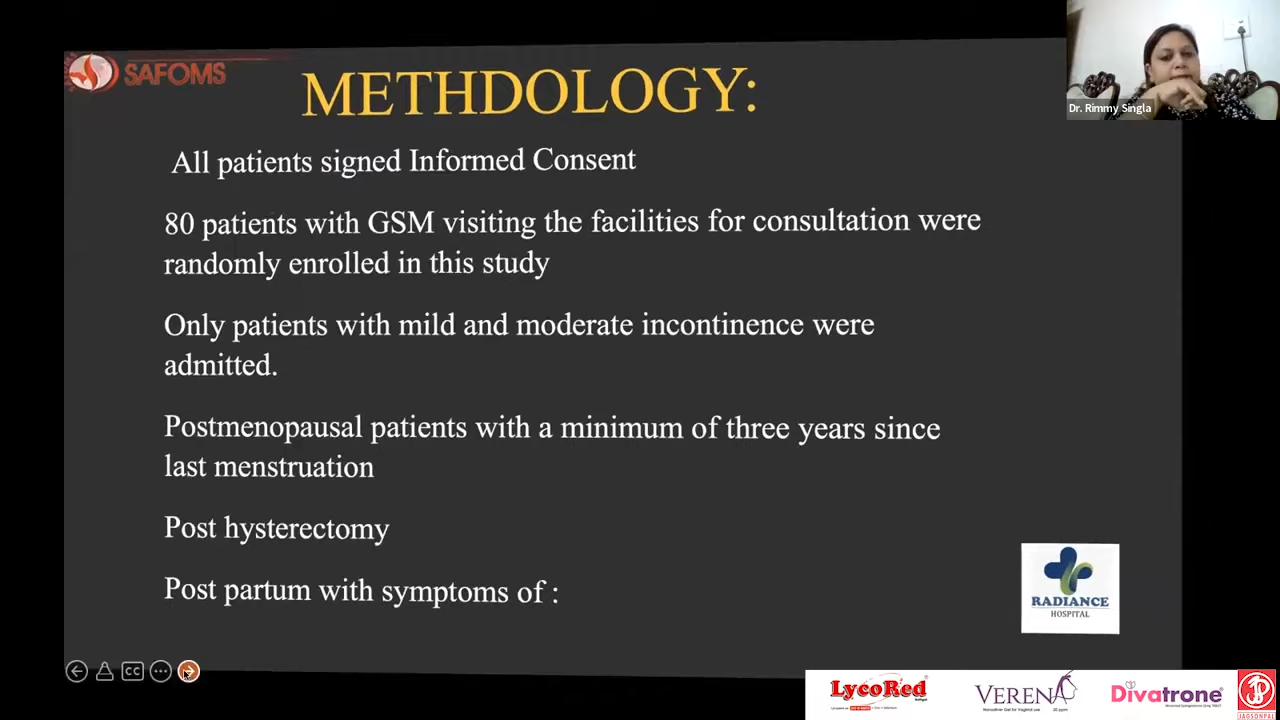 SAFOMS
METHDOLOGY:
Dr. Rimmy Singla
All patients signed Informed Consent
80 patients with GSM visiting the facilities for consultation were
randomly enrolled in this study
Only patients with mild and moderate incontinence were
admitted.
Postmenopausal patients with a minimum of three years since
last menstruation
Post hysterectomy
Post partum with symptoms of :
RADIANCE
HOSPITAL
CC
LycoRed
VERENA
Divatrone
JAGSONPAL